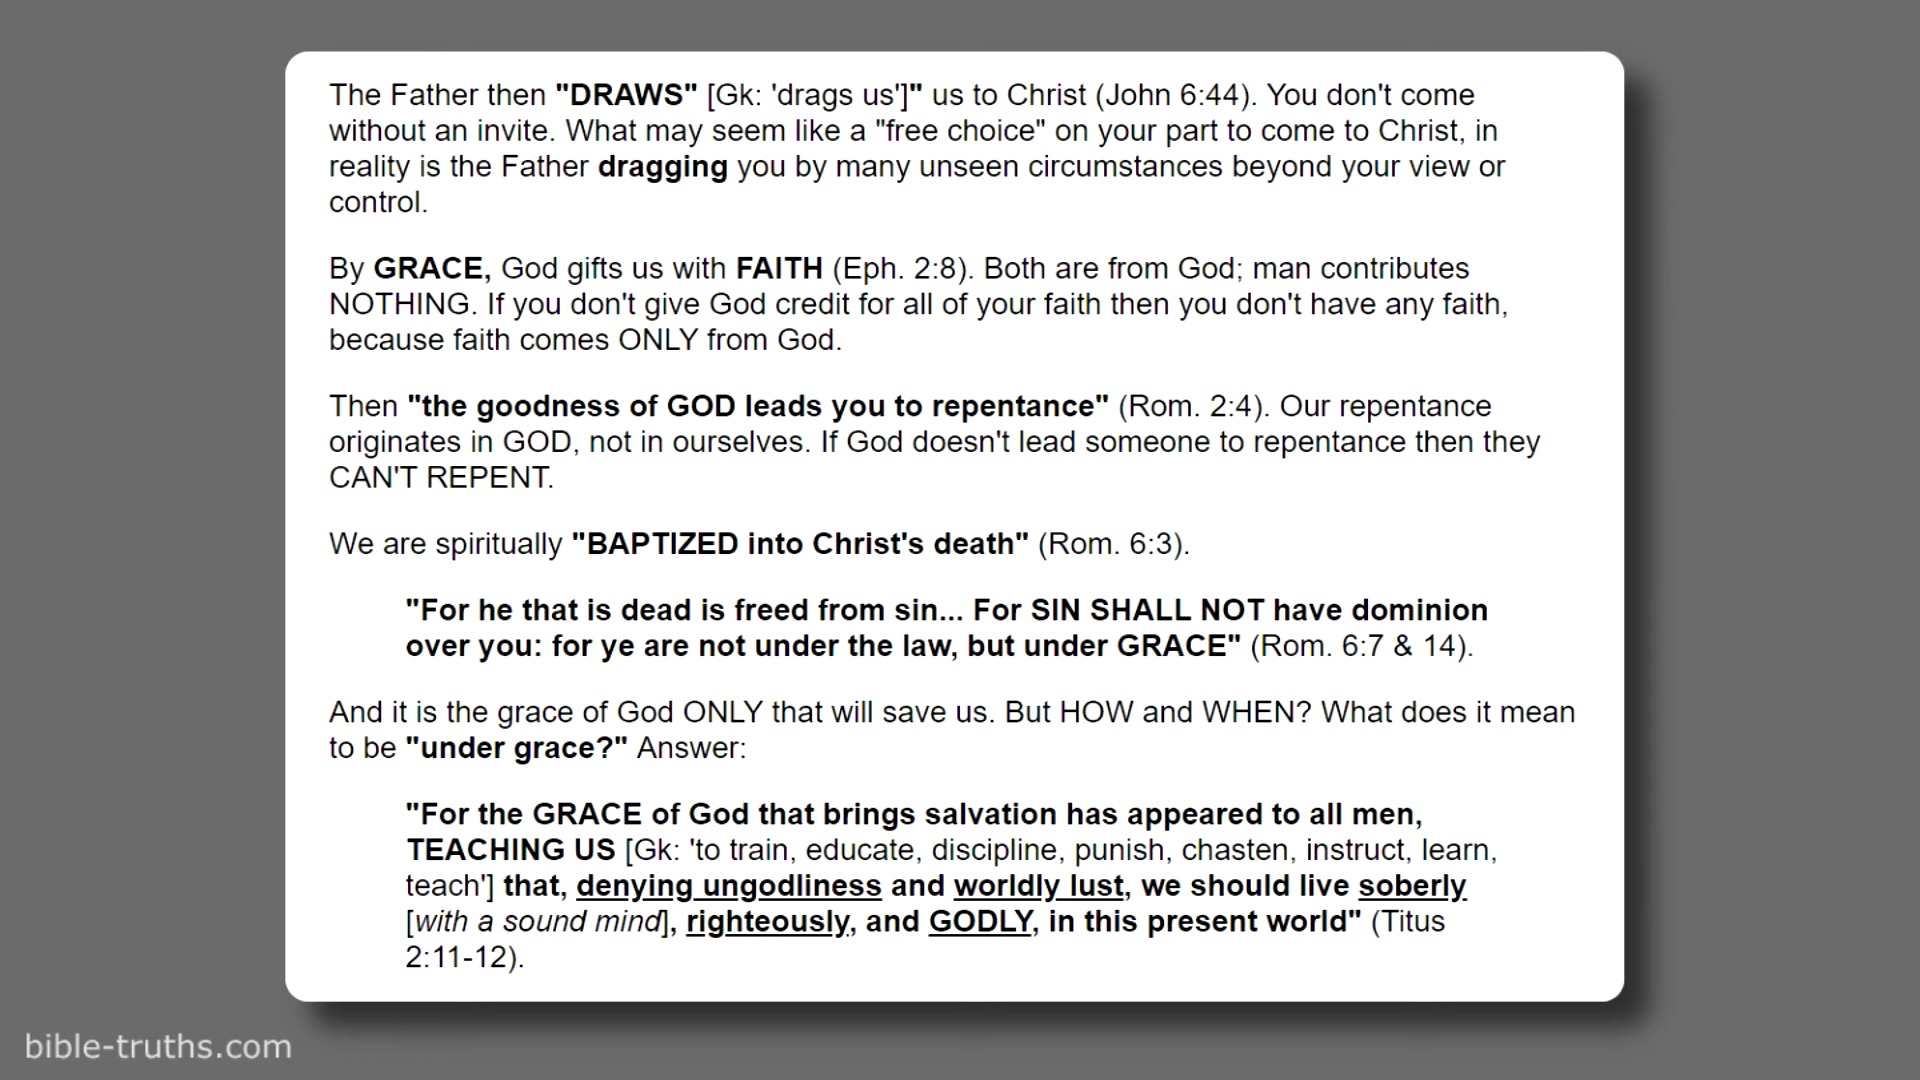 The Father then "DRAWS" [Gk: 'drags us']" us to Christ (John 6:44). You don't come
without an invite. What may seem like a "free choice" on your part to come to Christ, in
reality is the Father dragging you by many unseen circumstances beyond your view or
control.
By GRACE, God gifts us with FAITH (Eph. 2:8). Both are from God; man contributes
NOTHING. If you don't give God credit for all of your faith then you don't have any faith,
because faith comes ONLY from God.
Then "the goodness of GOD leads you to repentance" (Rom. 2:4). Our repentance
originates in GOD, not in ourselves. If God doesn't lead someone to repentance then they
CAN'T REPENT.
We are spiritually "BAPTIZED into Christ's death" (Rom. 6:3).
"For he that is dead is freed from sin... For SIN SHALL NOT have dominion
over you: for ye are not under the law, but under GRACE" (Rom. 6:7 & 14).
And it is the grace of God ONLY that will save us. But HOW and WHEN? What does it mean
to be "under grace?" Answer:
"For the GRACE of God that brings salvation has appeared to all men,
TEACHING US [Gk: 'to train, educate, discipline, punish, chasten, instruct, learn,
teach'] that, denying ungodliness and worldly lust, we should live soberly
[with a sound mind], righteously, and GODLY, in this present world" (Titus
2:11-12).
bible-truths.com